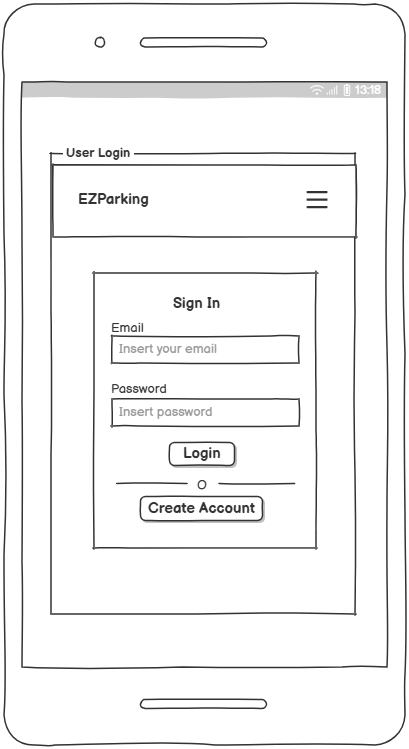 13:18
User Login
EZParking
Sign In
Email
Insert your email
Password
Insert password
Login
O
Create Account